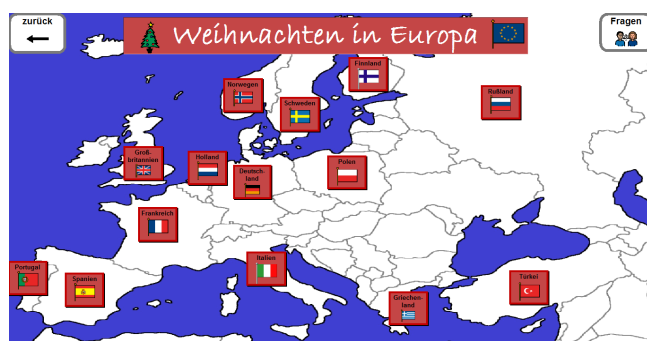 zurück
Weihnachten in Europa
Fragen
Finnland
Norwegen
Rußland
Schweden
Groß-
britannien
Holland
Polen
Deutsch-
land
Frankreich
Italien
Portugal
Spanien
Türkei
Griechen-
land